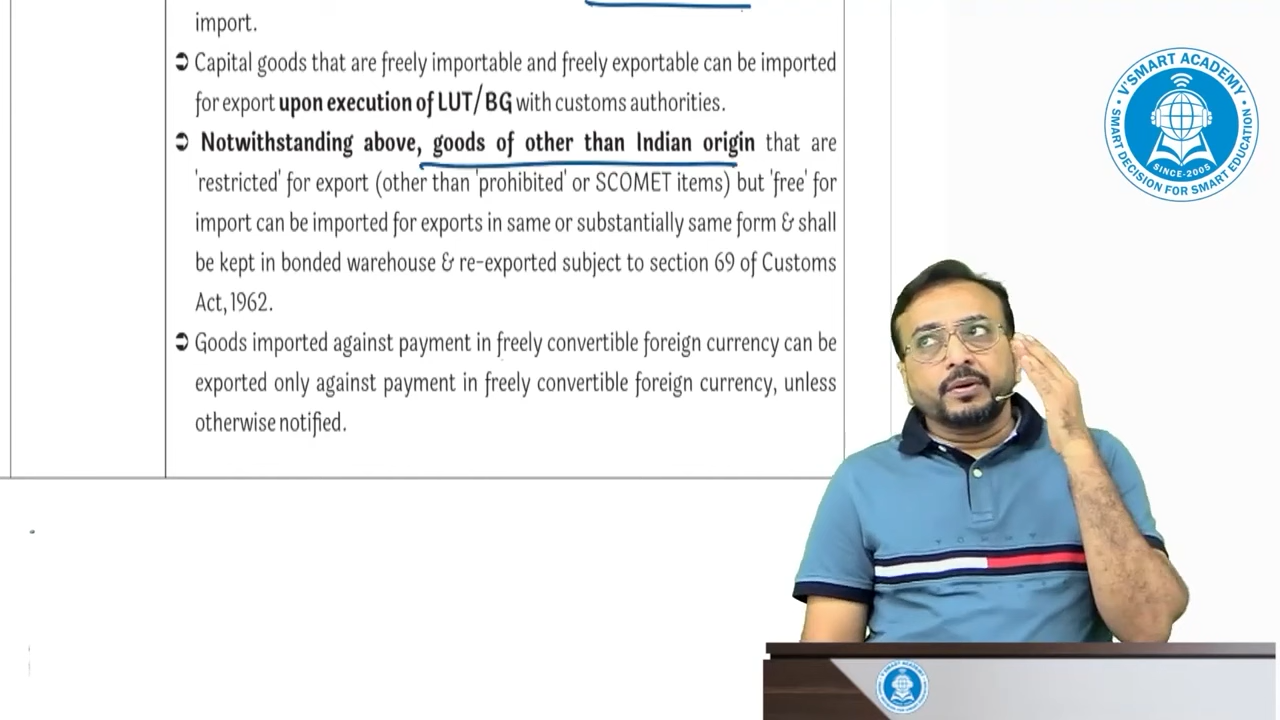 import.
➲ Capital goods that are freely importable and freely exportable can be imported
for export upon execution of LUT/BG with customs authorities.
➲ Notwithstanding above, goods of other than Indian origin that are
'restricted' for export (other than 'prohibited' or SCOMET items) but 'free' for
import can be imported for exports in same or substantially same form & shall
be kept in bonded warehouse & re-exported subject to section 69 of Customs
Act, 1962.
➲ Goods imported against payment in freely convertible foreign currency can be
exported only against payment in freely convertible foreign currency, unless
otherwise notified.
V'SMART ACADEMY
SINCE-2005
SMART DECISION FOR SMART EDUCATION
TOMMY